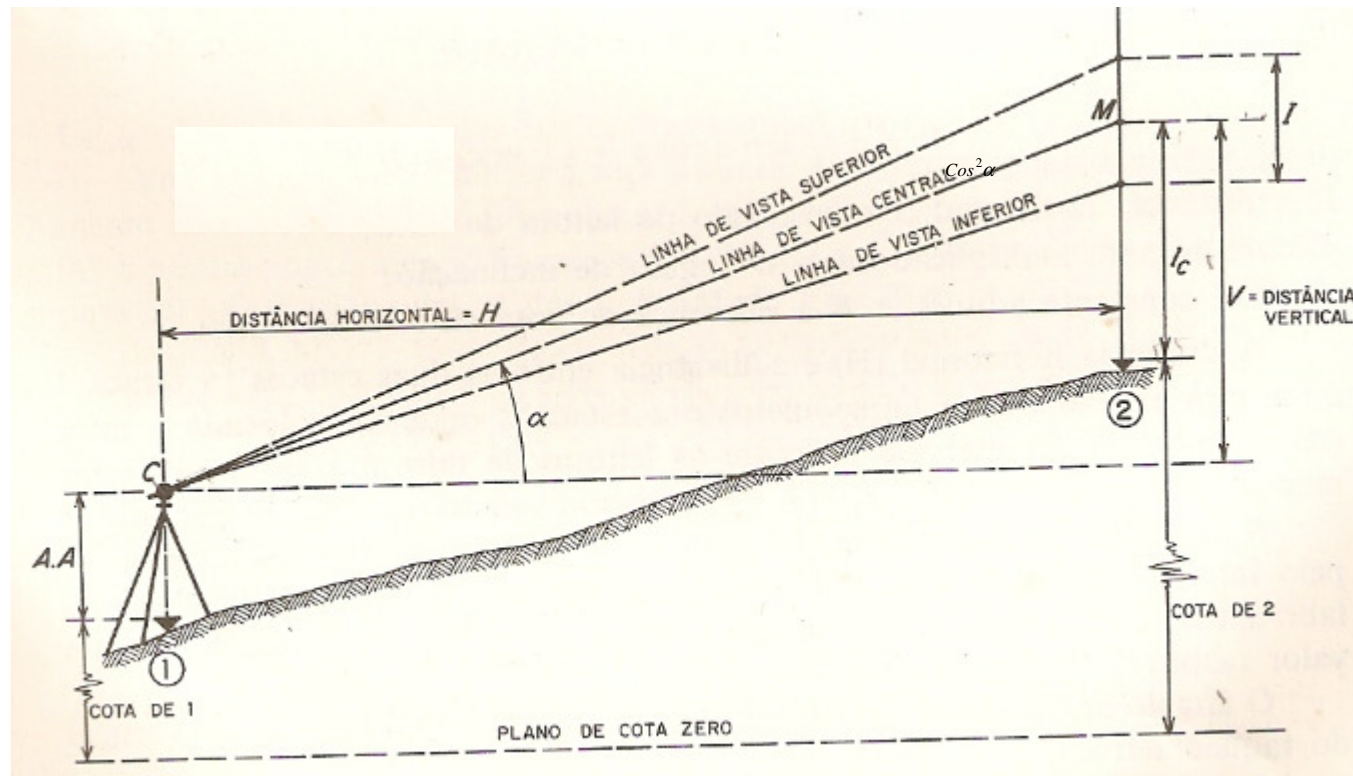 M
I
LINHA DE VISTA SUPERIOR
LINHA DE VISTA CENTRAL
Cos²α
LINHA DE VISTA INFERIOR
I_C
V = DISTÂNCIA
VERTICAL
DISTÂNCIA HORIZONTAL = H
α
2
C
A.A
1
COTA DE 2
COTA DE 1
PLANO DE COTA ZERO